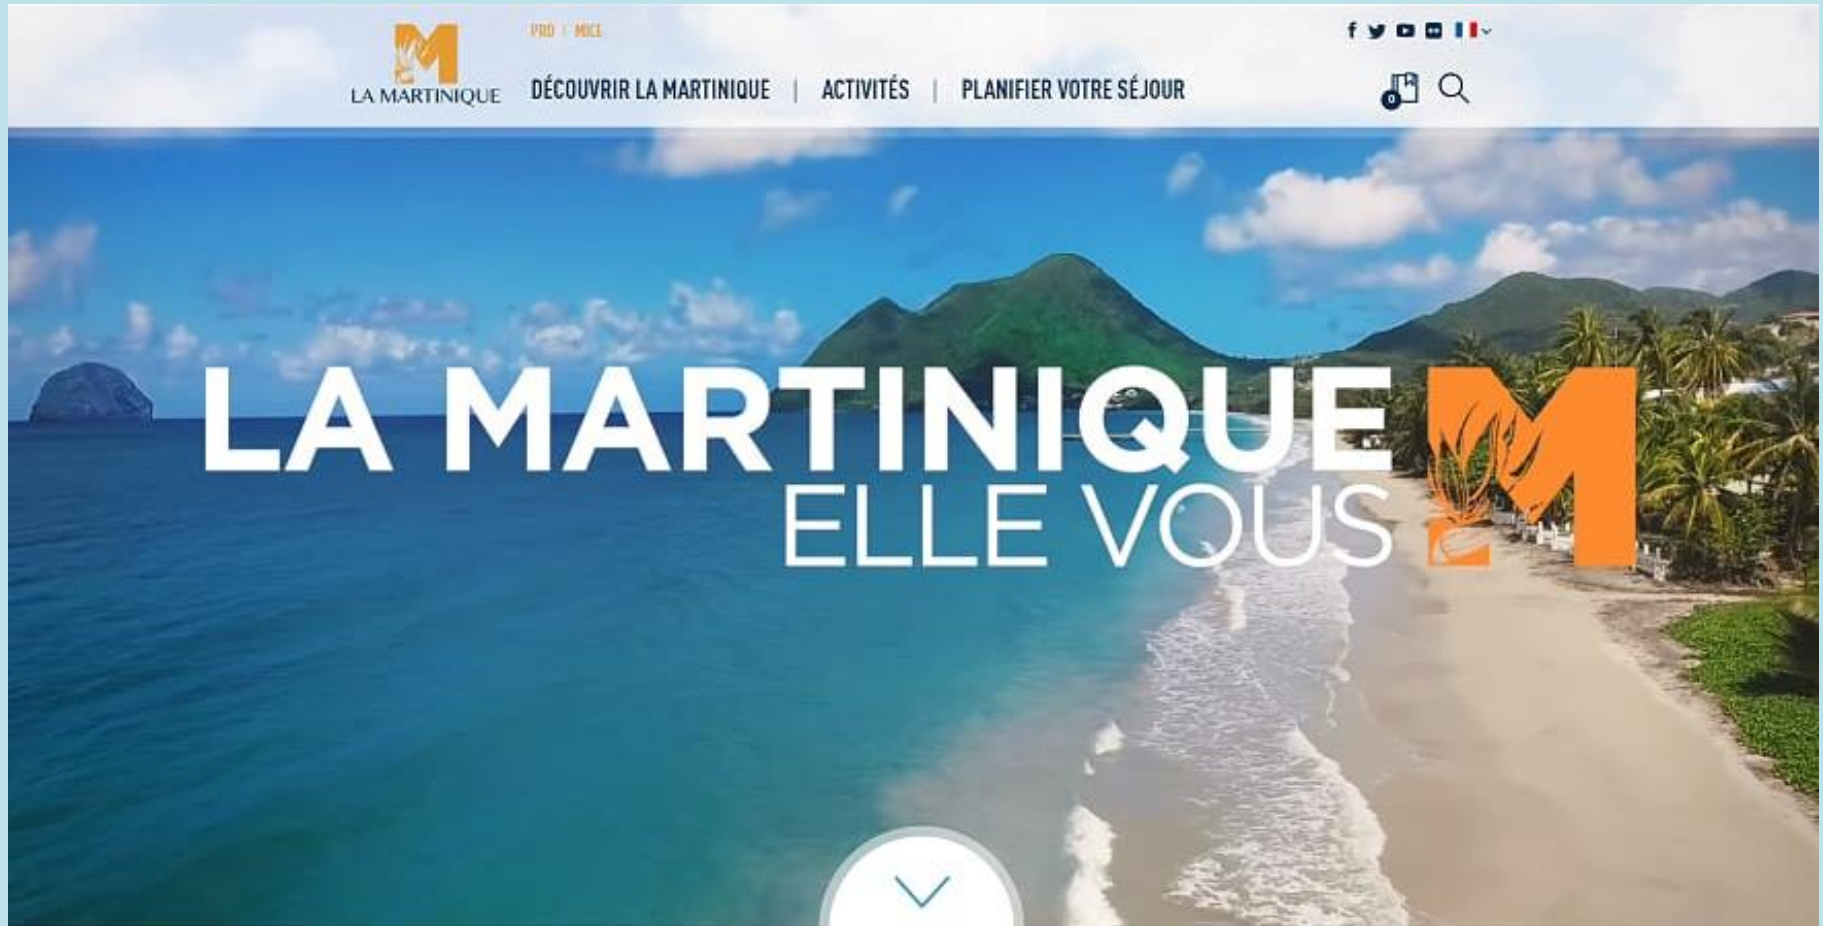 PRO | MICE
LA MARTINIQUE
DÉCOUVRIR LA MARTINIQUE | ACTIVITÉS | PLANIFIER VOTRE SÉJOUR
0
LA MARTINIQUE
ELLE VOUS M